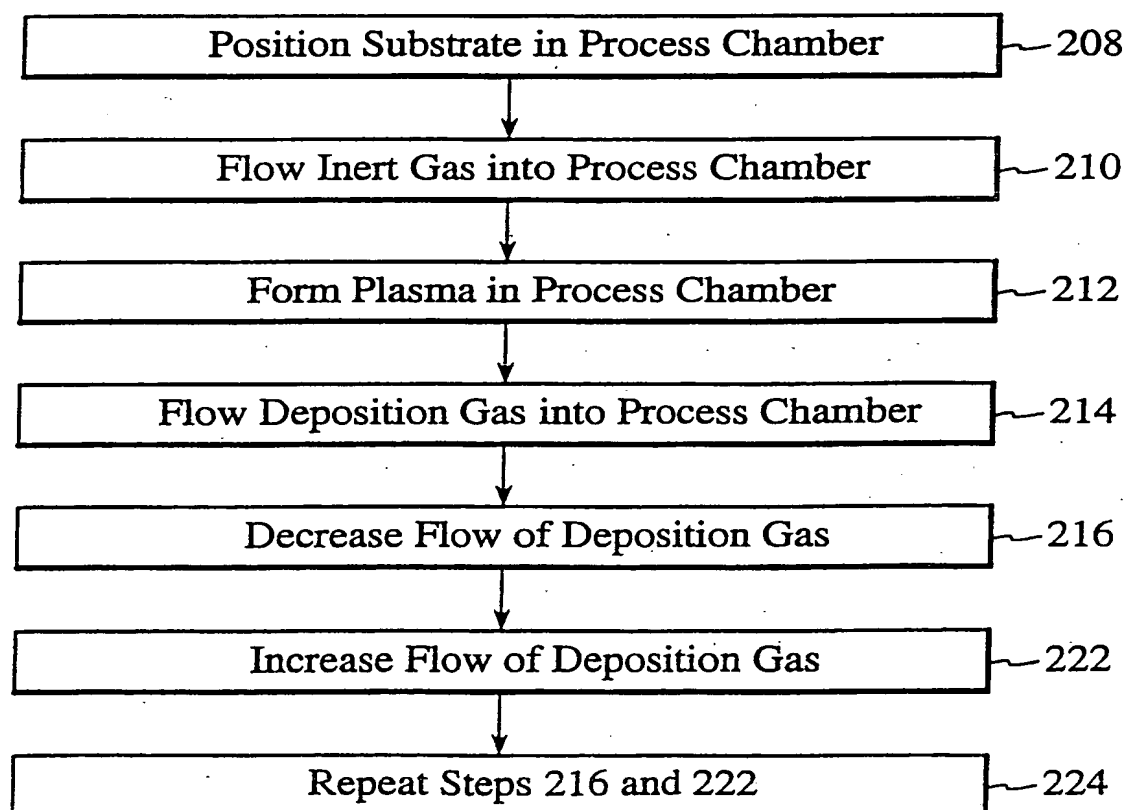 Position Substrate in Process Chamber 208
Flow Inert Gas into Process Chamber 210
Form Plasma in Process Chamber 212
Flow Deposition Gas into Process Chamber 214
Decrease Flow of Deposition Gas 216
Increase Flow of Deposition Gas 222
Repeat Steps 216 and 222 224